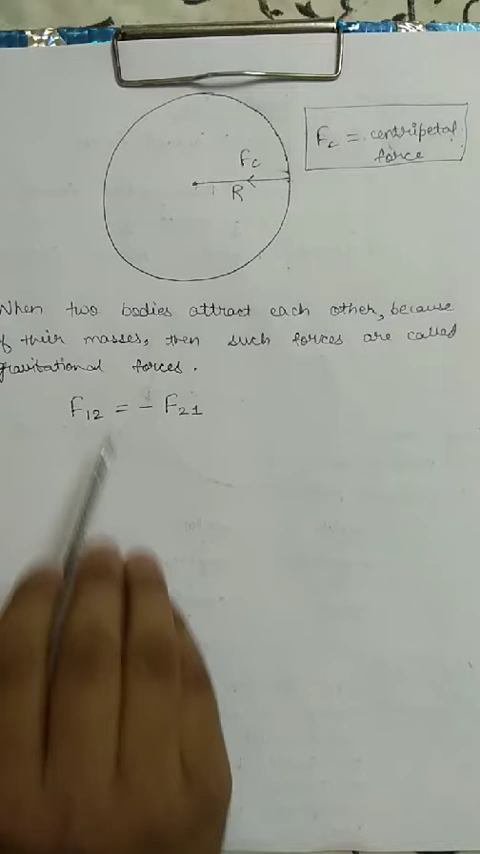 Fc
R
Fc = centripetal
force
When two bodies attract each other, because
of their masses, then such forces are called
gravitational forces.
F12 = - F21